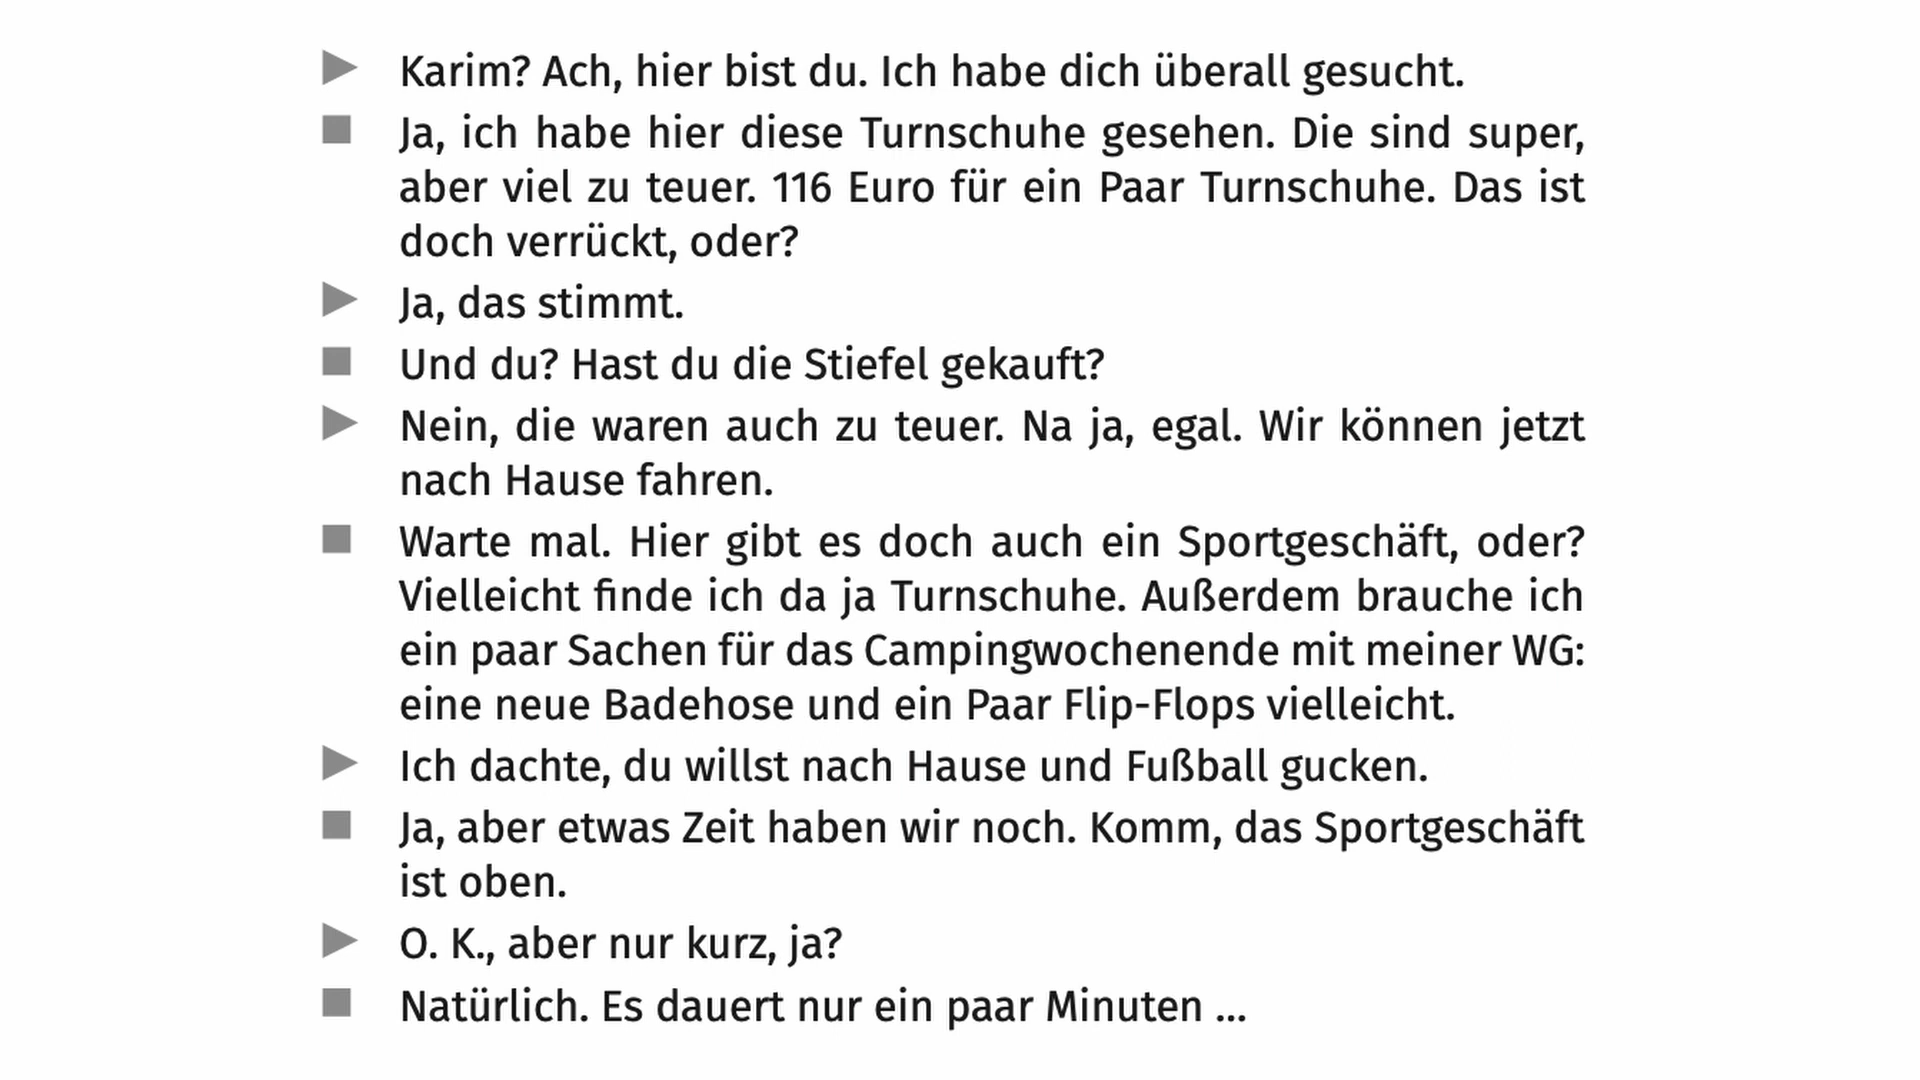 Karim? Ach, hier bist du. Ich habe dich überall gesucht.
Ja, ich habe hier diese Turnschuhe gesehen. Die sind super,
aber viel zu teuer. 116 Euro für ein Paar Turnschuhe. Das ist
doch verrückt, oder?
Ja, das stimmt.
Und du? Hast du die Stiefel gekauft?
Nein, die waren auch zu teuer. Na ja, egal. Wir können jetzt
nach Hause fahren.
Warte mal. Hier gibt es doch auch ein Sportgeschäft, oder?
Vielleicht finde ich da ja Turnschuhe. Außerdem brauche ich
ein paar Sachen für das Campingwochenende mit meiner WG:
eine neue Badehose und ein Paar Flip-Flops vielleicht.
Ich dachte, du willst nach Hause und Fußball gucken.
Ja, aber etwas Zeit haben wir noch. Komm, das Sportgeschäft
ist oben.
O. K., aber nur kurz, ja?
Natürlich. Es dauert nur ein paar Minuten ...